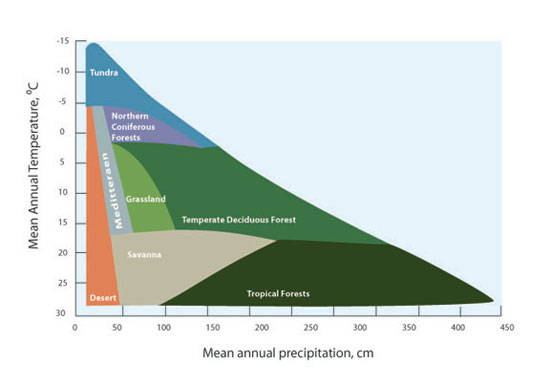 -15
-10
-5
0
5
10
15
20
25
30
Mean Annual Temperature, ⁰C
Tundra
Northern
Coniferous
Forests
Meditteraen
Grassland
Temperate Deciduous Forest
Savanna
Desert
Tropical Forests
0 50 100 150 200 250 300 350 400 450
Mean annual precipitation, cm